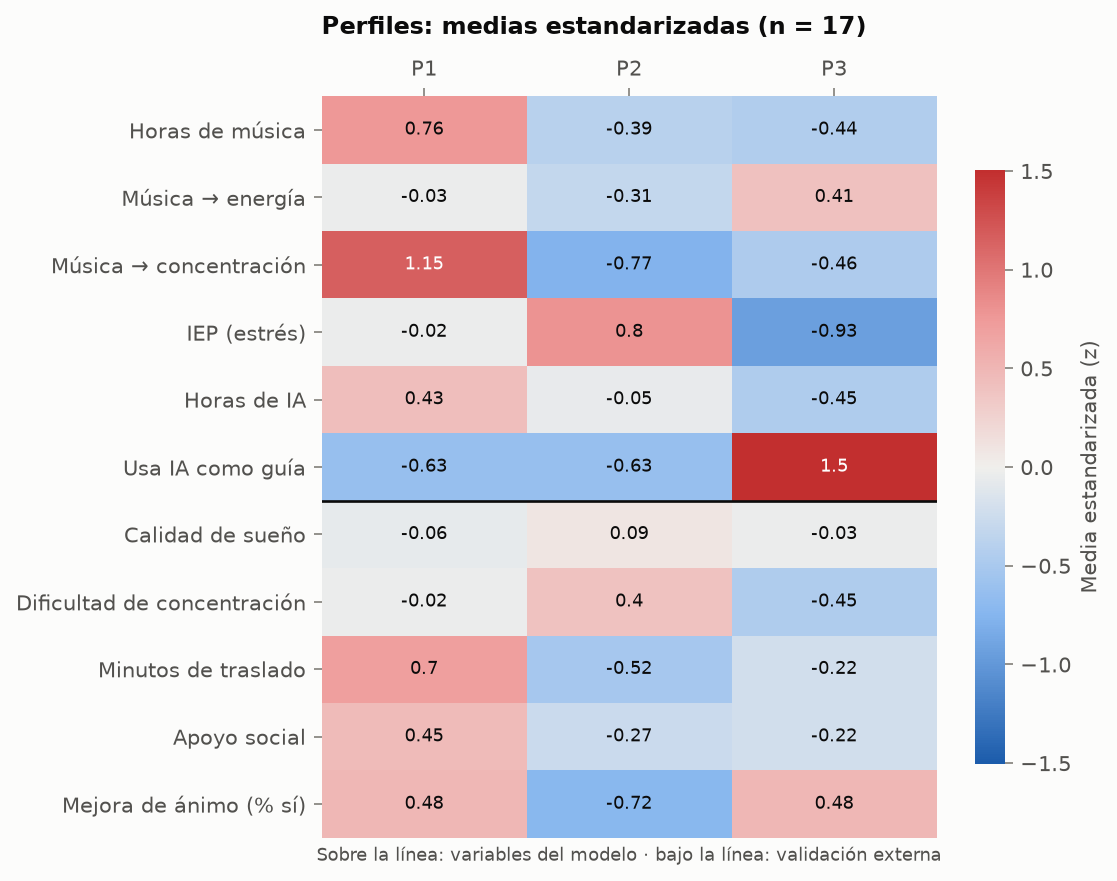 Perfiles: medias estandarizadas (n = 17)
P1 P2 P3
Horas de música 0.76 -0.39 -0.44
Música → energía -0.03 -0.31 0.41
Música → concentración 1.15 -0.77 -0.46
IEP (estrés) -0.02 0.8 -0.93
Horas de IA 0.43 -0.05 -0.45
Usa IA como guía -0.63 -0.63 1.5
Calidad de sueño -0.06 0.09 -0.03
Dificultad de concentración -0.02 0.4 -0.45
Minutos de traslado 0.7 -0.52 -0.22
Apoyo social 0.45 -0.27 -0.22
Mejora de ánimo (% sí) 0.48 -0.72 0.48
Sobre la línea: variables del modelo · bajo la línea: validación externa
1.5
1.0
0.5
0.0
−0.5
−1.0
−1.5
Media estandarizada (z)